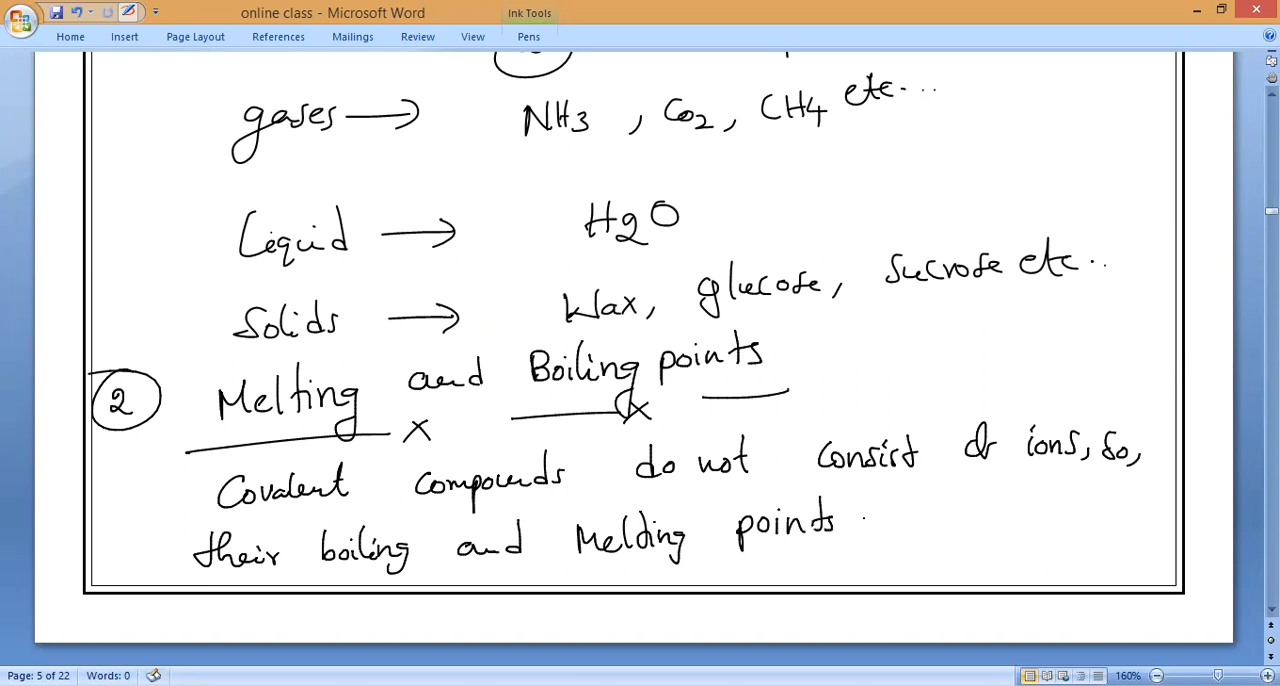 online class - Microsoft Word
Ink Tools
Home Insert Page Layout References Mailings Review View Pens
gases → NH3, CO2, CH4 etc...
Liquid → H2O
Solids → Wax, glucose, sucrose etc..
2 Melting and Boiling points
Covalent compounds do not consist of ions, so,
their boiling and Melting points
Page: 5 of 22 Words: 0 160%